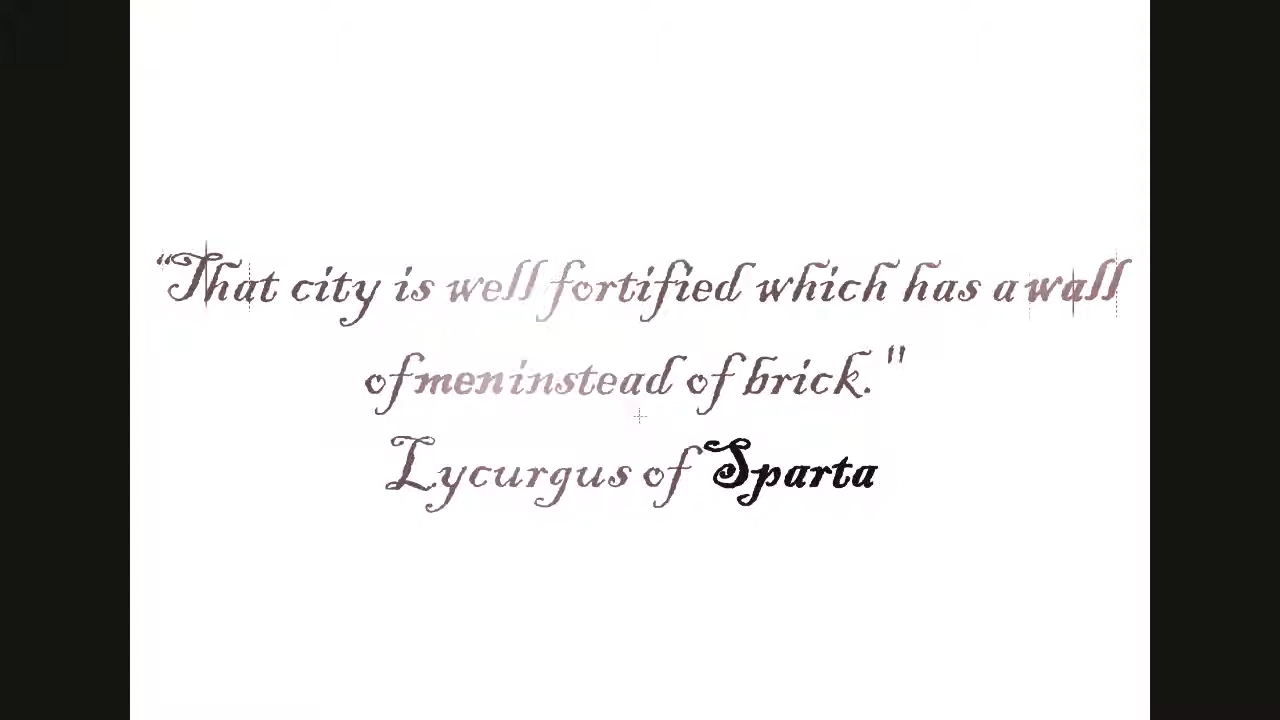 “That city is well fortified which has a wall
of men instead of brick."
Lycurgus of Sparta